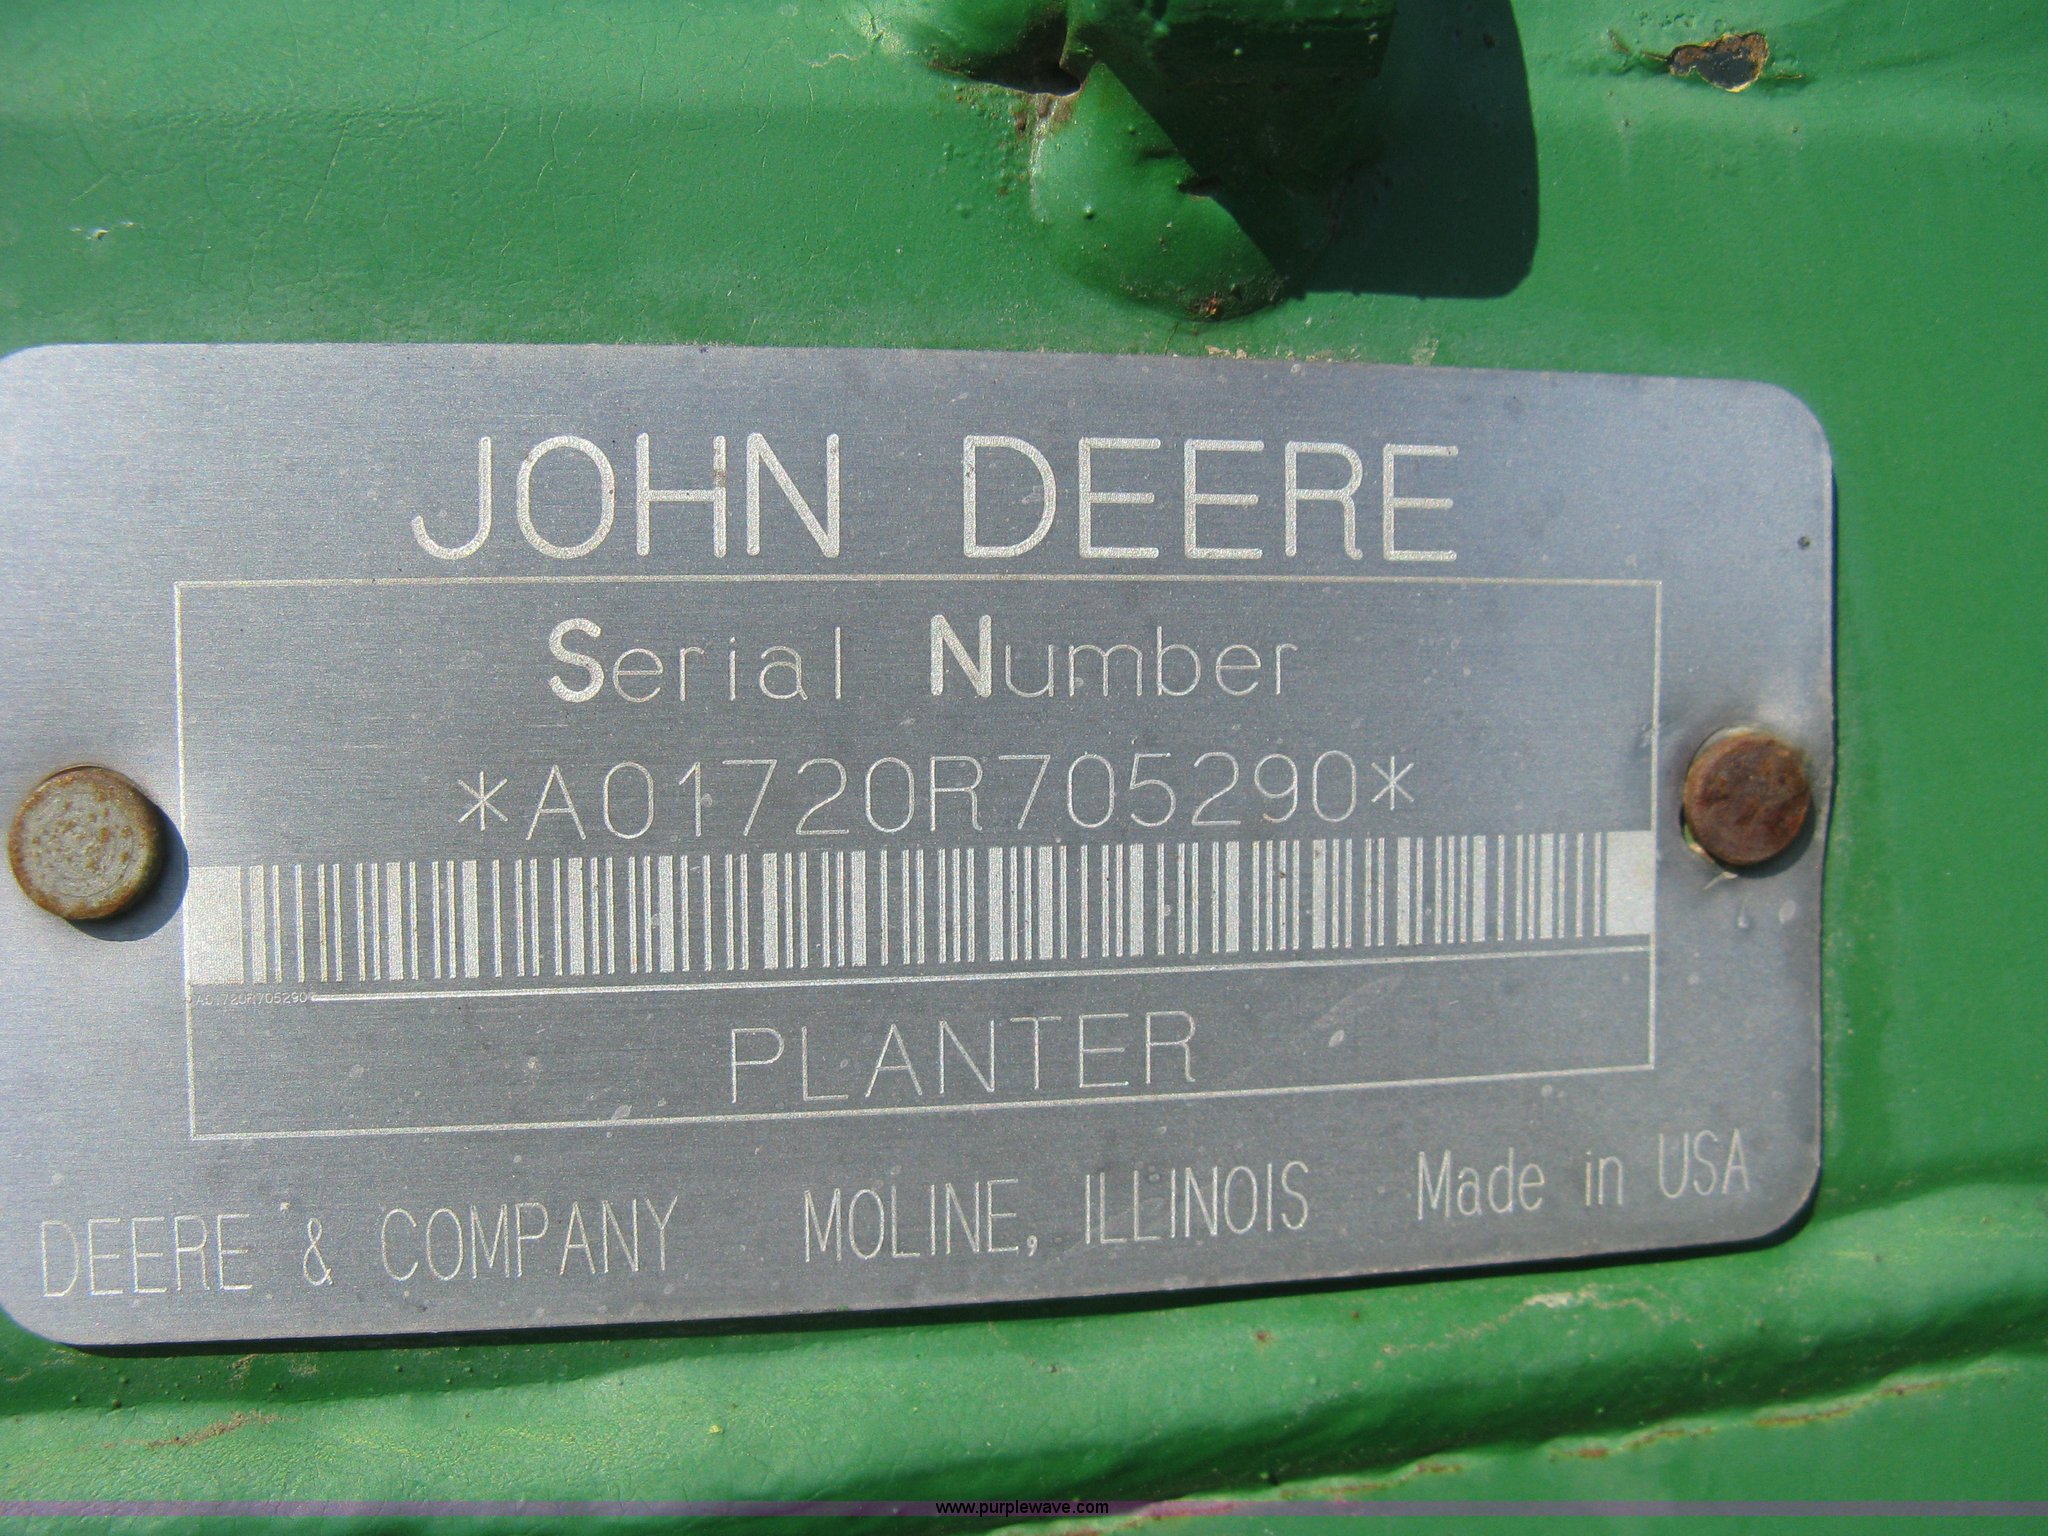 JOHN DEERE
Serial Number
*A01720R705290*
A01720R705290
PLANTER
DEERE & COMPANY MOLINE, ILLINOIS Made in USA
www.purplewave.com